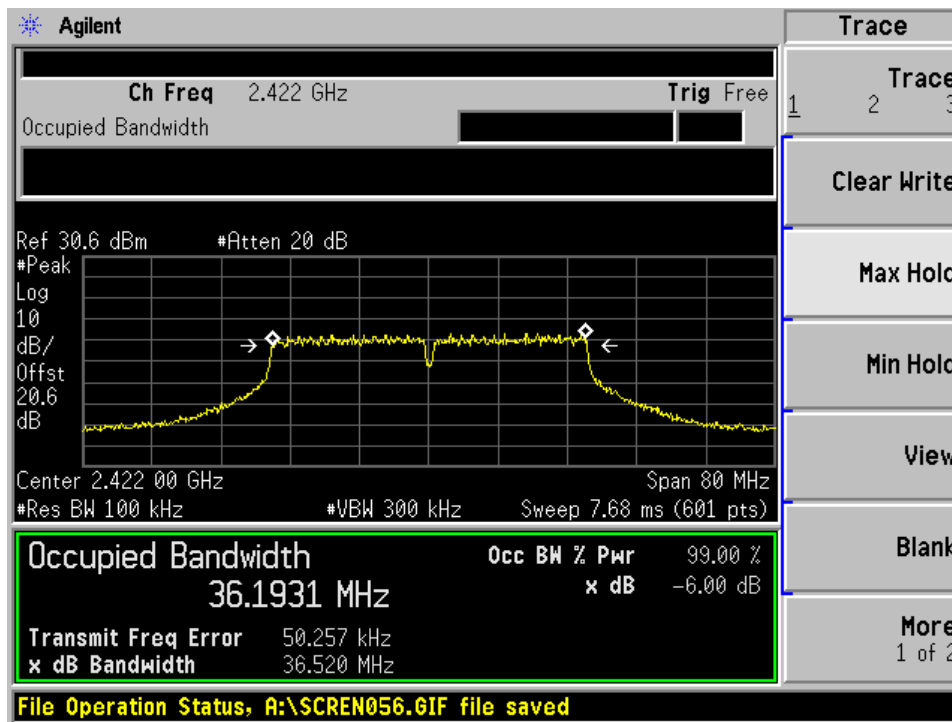 Agilent
Ch Freq 2.422 GHz Trig Free
Occupied Bandwidth
Ref 30.6 dBm #Atten 20 dB
#Peak
Log
10
dB/
Offst
20.6
dB
Center 2.422 00 GHz Span 80 MHz
#Res BW 100 kHz #VBW 300 kHz Sweep 7.68 ms (601 pts)
Occupied Bandwidth
36.1931 MHz
Occ BW % Pwr 99.00 %
x dB -6.00 dB
Transmit Freq Error 50.257 kHz
x dB Bandwidth 36.520 MHz
File Operation Status, A:\SCREN056.GIF file saved
Trace
Trace
1 2 3
Clear Write
Max Hold
Min Hold
View
Blank
More
1 of 2